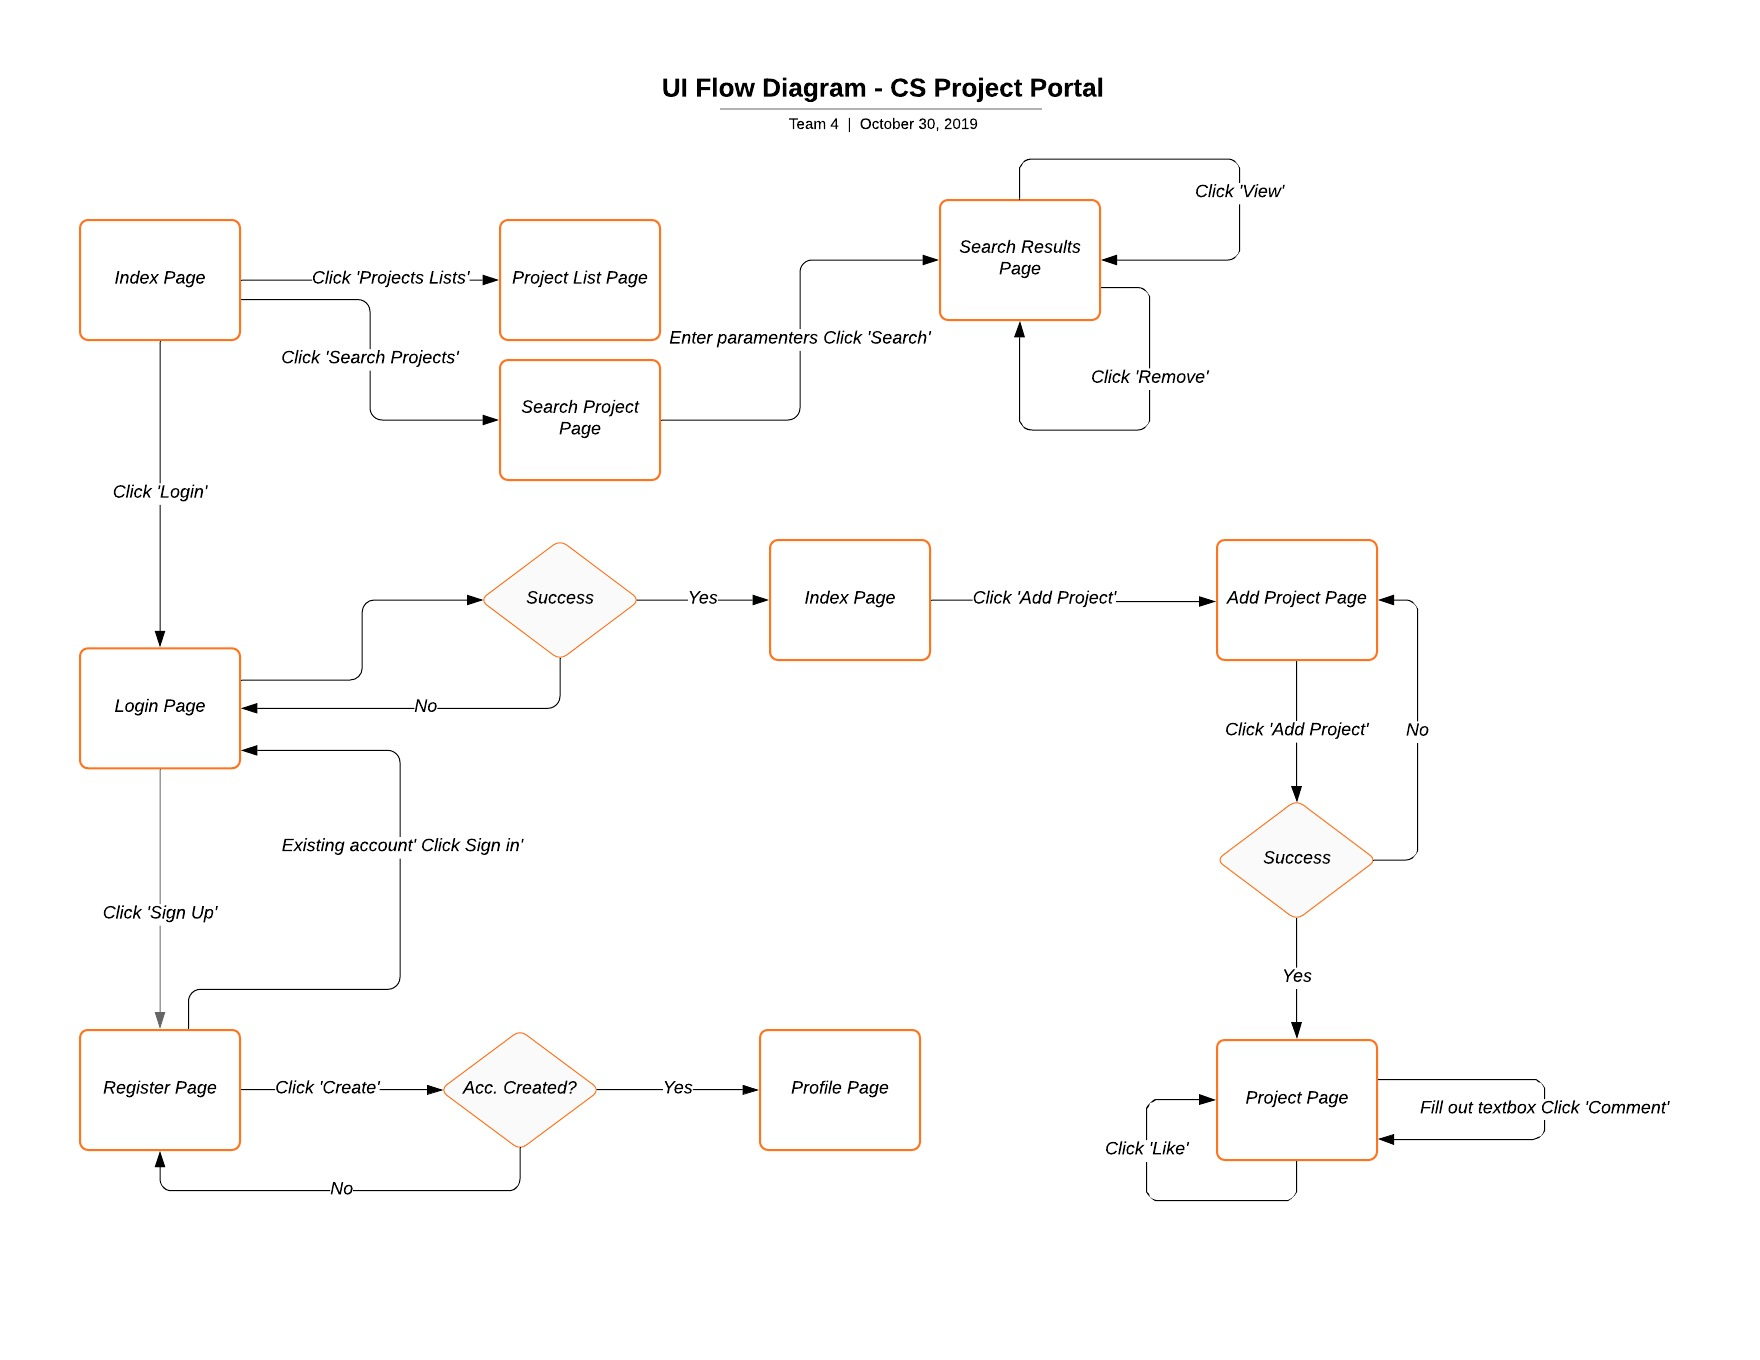 UI Flow Diagram - CS Project Portal
Team 4 | October 30, 2019
Click 'View'
Index Page
Click 'Projects Lists'
Project List Page
Search Results
Page
Click 'Search Projects'
Enter paramenters Click 'Search'
Click 'Remove'
Search Project
Page
Click 'Login'
Success
Yes
Index Page
Click 'Add Project'
Add Project Page
Login Page
No
Click 'Add Project'
No
Existing account' Click Sign in'
Success
Click 'Sign Up'
Yes
Register Page
Click 'Create'
Acc. Created?
Yes
Profile Page
Project Page
Fill out textbox Click 'Comment'
Click 'Like'
No